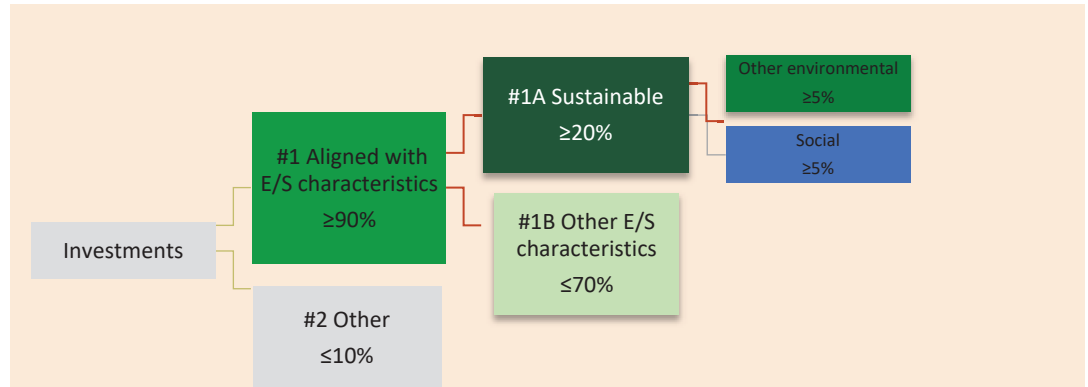 Investments
#1 Aligned with
E/S characteristics
≥90%
#2 Other
≤10%
#1A Sustainable
≥20%
#1B Other E/S
characteristics
≤70%
Other environmental
≥5%
Social
≥5%